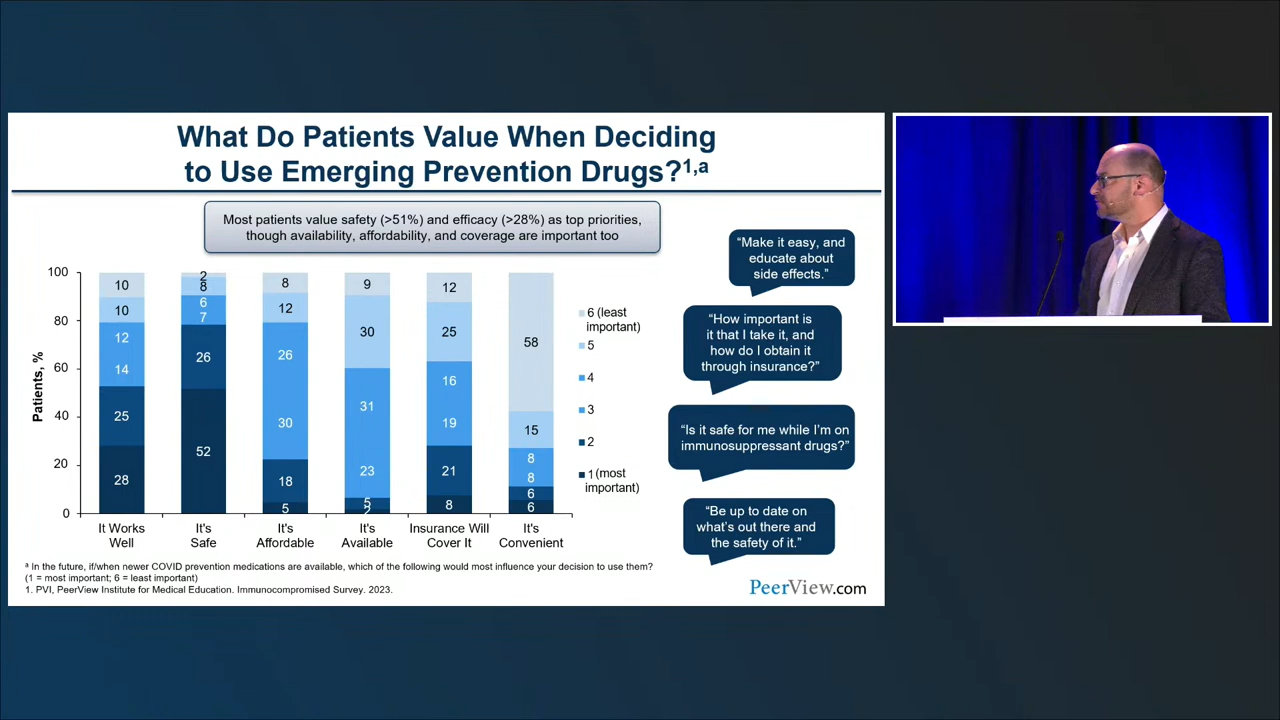 What Do Patients Value When Deciding
to Use Emerging Prevention Drugs?1,a
Most patients value safety (>51%) and efficacy (>28%) as top priorities,
though availability, affordability, and coverage are important too
Patients, %
100
80
60
40
20
0
10
10
12
14
25
28
2
8
6
7
26
52
8
12
26
30
18
5
9
30
31
23
5
2
12
25
16
19
21
8
58
15
8
8
6
6
It Works
Well
It's
Safe
It's
Affordable
It's
Available
Insurance Will
Cover It
It's
Convenient
6 (least
important)
5
4
3
2
1 (most
important)
“Make it easy, and
educate about
side effects.”
“How important is
it that I take it, and
how do I obtain it
through insurance?”
“Is it safe for me while I’m on
immunosuppressant drugs?”
“Be up to date on
what’s out there and
the safety of it.”
a In the future, if/when newer COVID prevention medications are available, which of the following would most influence your decision to use them?
(1 = most important; 6 = least important)
1. PVI, PeerView Institute for Medical Education. Immunocompromised Survey. 2023.
PeerView.com